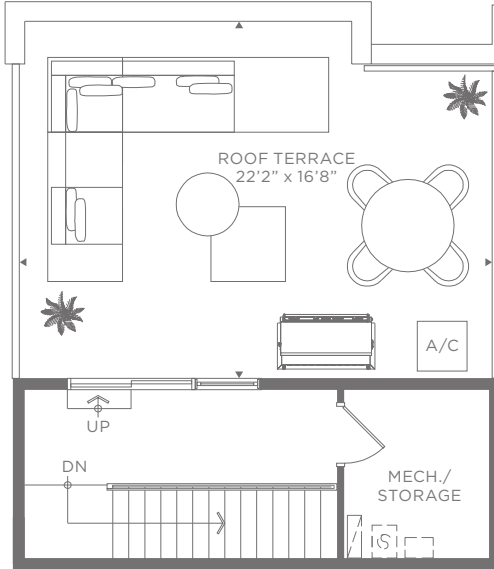 ROOF TERRACE
22'2" x 16'8"
A/C
UP
DN
MECH./
STORAGE
S